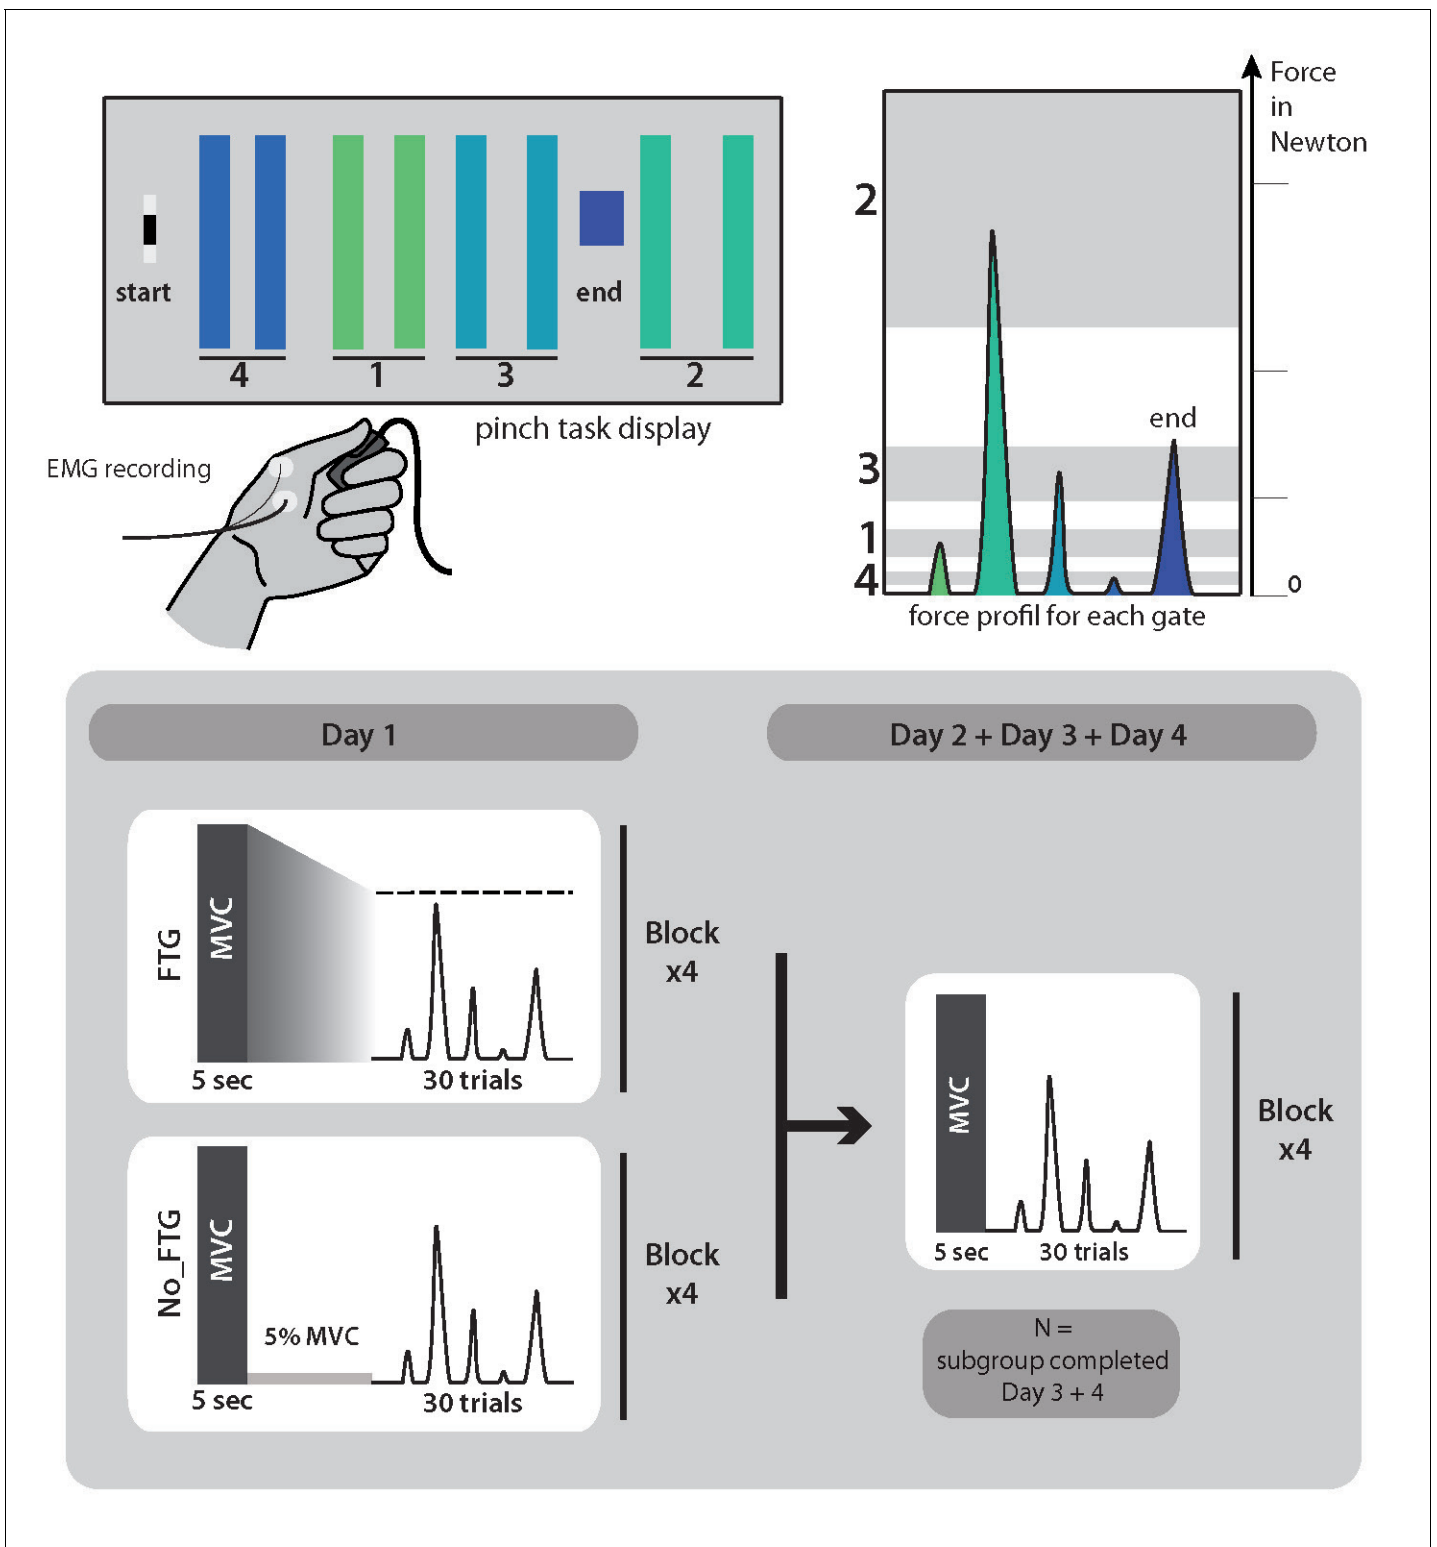 start
end
4
1
3
2
pinch task display
EMG recording
Force
in
Newton
2
3
1
4
end
0
force profil for each gate
Day 1
Day 2 + Day 3 + Day 4
FTG
MVC
5 sec
30 trials
Block
x4
No_FTG
MVC
5% MVC
5 sec
30 trials
Block
x4
MVC
5 sec
30 trials
Block
x4
N =
subgroup completed
Day 3 + 4